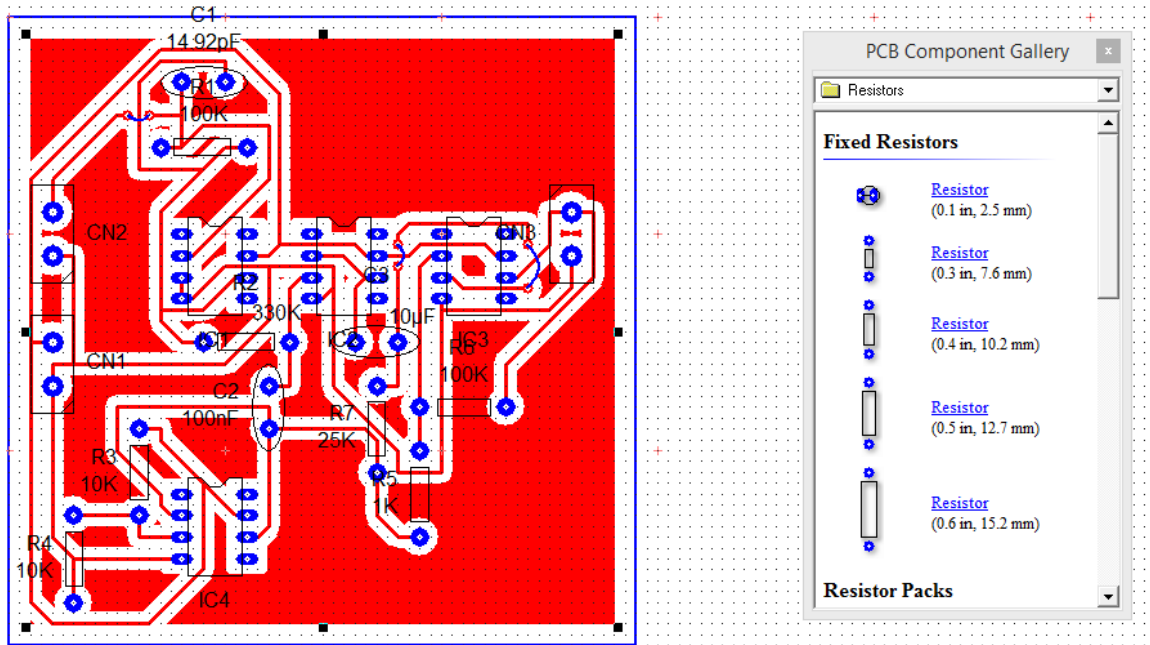 C1
14.92pF
R1
100K
CN2
CN3
C3
R2
330K
10µF
IC1
IC2
IC3
R6
100K
CN1
C2
100nF
R7
25K
R3
10K
R5
1K
R4
10K
IC4
PCB Component Gallery
x
Resistors
Fixed Resistors
Resistor
(0.1 in, 2.5 mm)
Resistor
(0.3 in, 7.6 mm)
Resistor
(0.4 in, 10.2 mm)
Resistor
(0.5 in, 12.7 mm)
Resistor
(0.6 in, 15.2 mm)
Resistor Packs